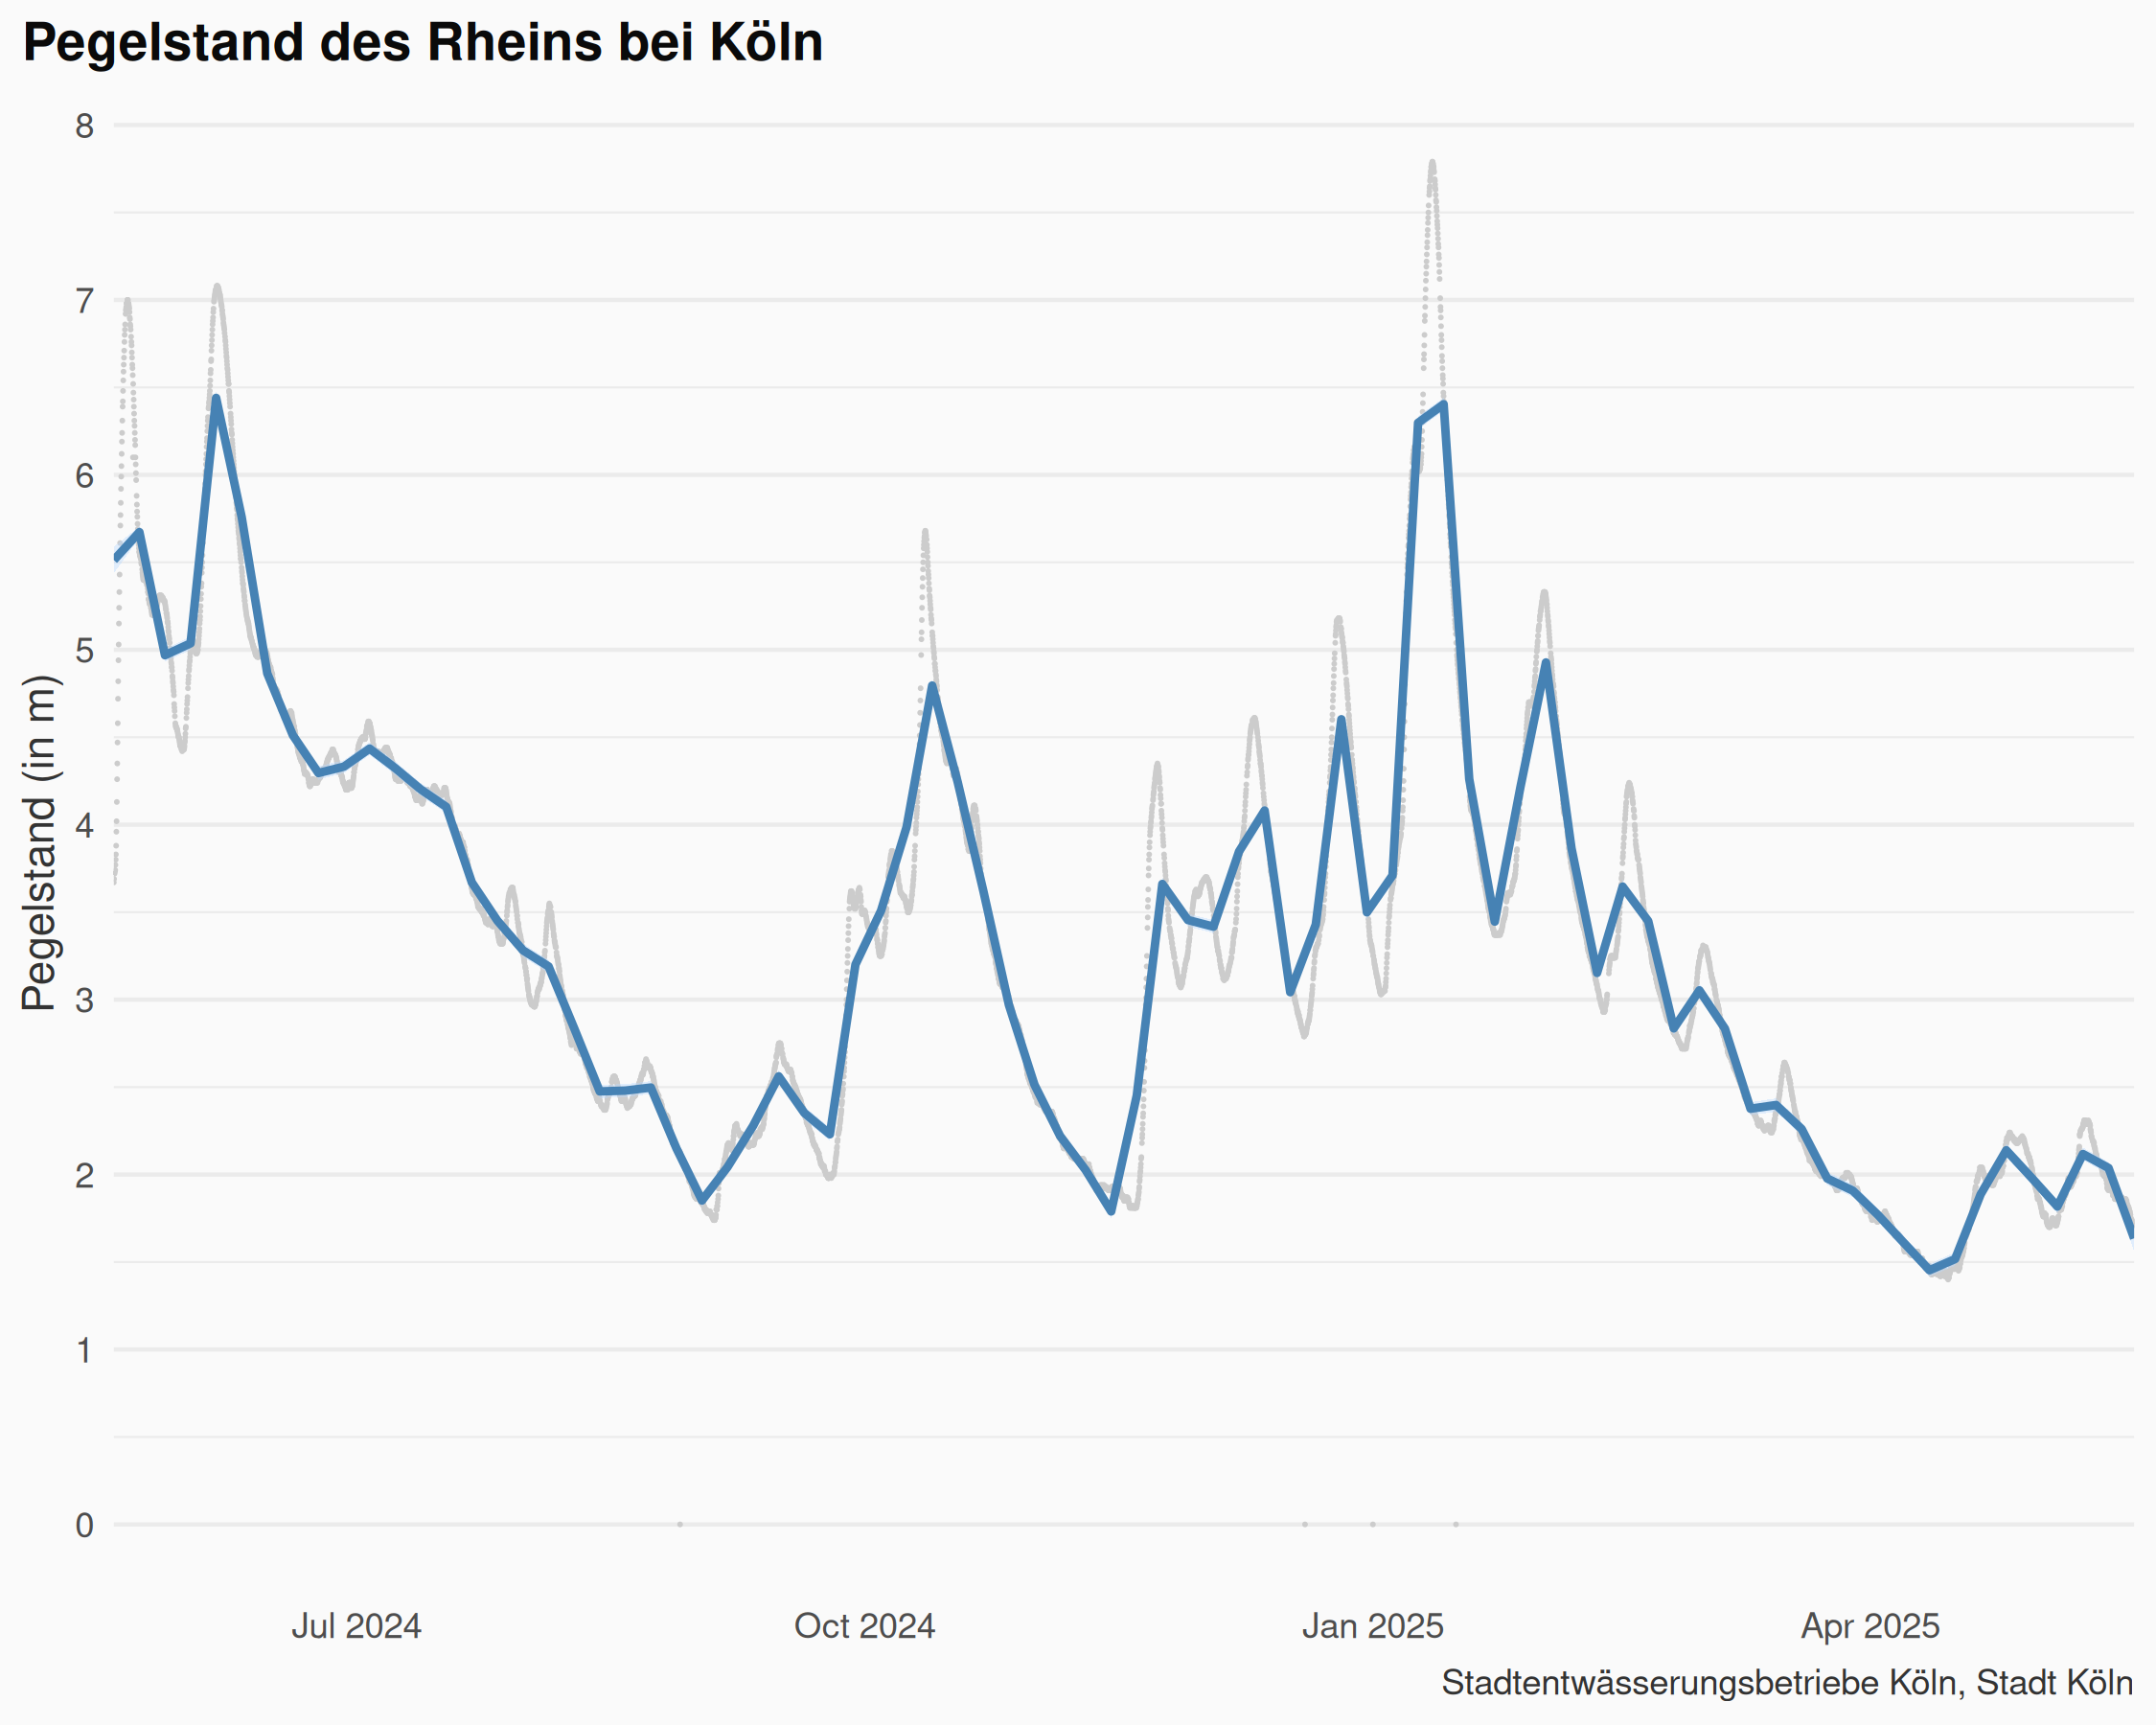 Pegelstand des Rheins bei Köln
Pegelstand (in m)
8
7
6
5
4
3
2
1
0
Jul 2024 Oct 2024 Jan 2025 Apr 2025
Stadtentwässerungsbetriebe Köln, Stadt Köln